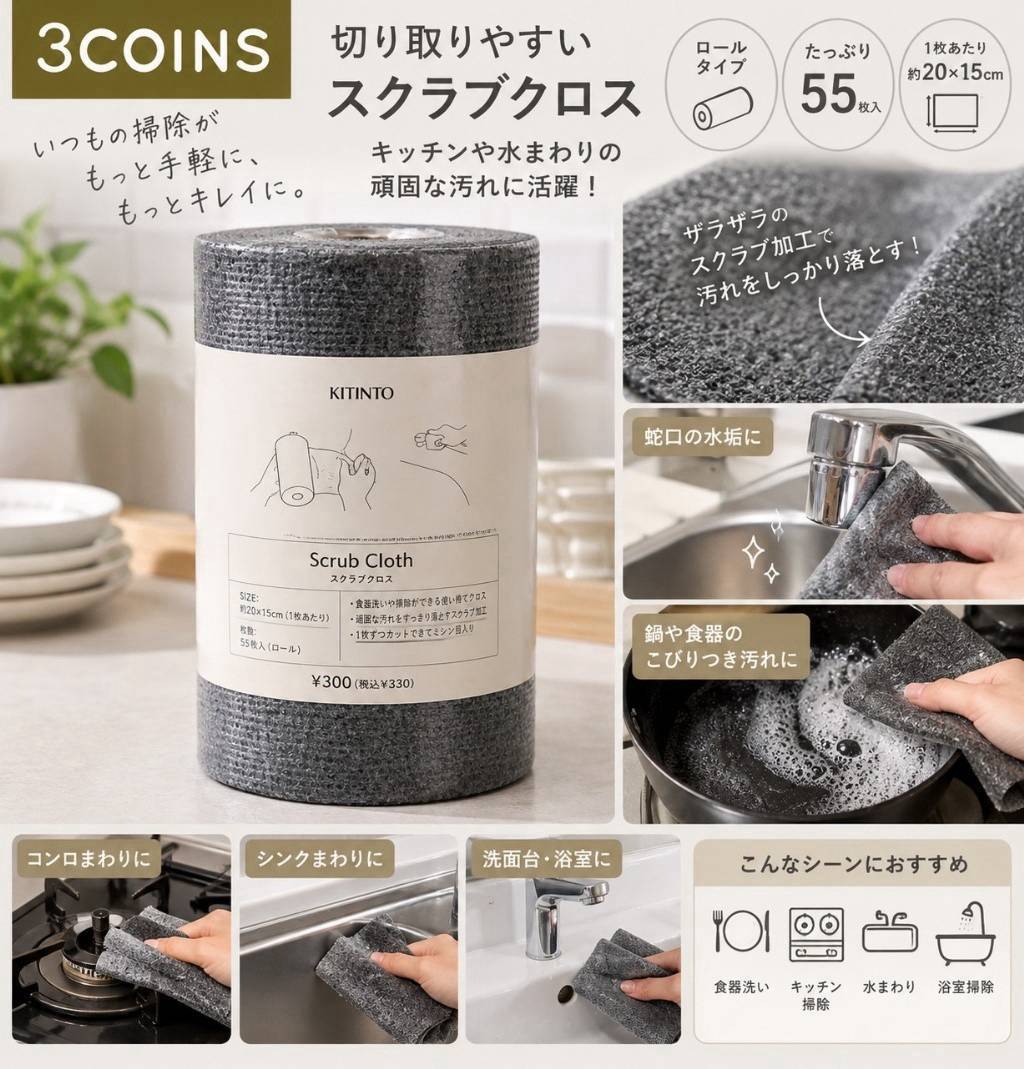 3COINS
いつもの掃除が
もっと手軽に、
もっとキレイに。
切り取りやすい
スクラブクロス
キッチンや水まわりの
頑固な汚れに活躍！
ロール
タイプ
たっぷり
55枚入
1枚あたり
約20×15cm
ザラザラの
スクラブ加工で
汚れをしっかり落とす！
KITINTO
Scrub Cloth
スクラブクロス
SIZE:
約20×15cm（1枚あたり）
枚数:
55枚入（ロール）
・食器洗いや掃除ができる使い捨てクロス
・頑固な汚れをすっきり落とすスクラブ加工
・1枚ずつカットできてミシン目入り
¥300（税込¥330）
蛇口の水垢に
鍋や食器の
こびりつき汚れに
コンロまわりに
シンクまわりに
洗面台・浴室に
こんなシーンにおすすめ
食器洗い
キッチン
掃除
水まわり
浴室掃除